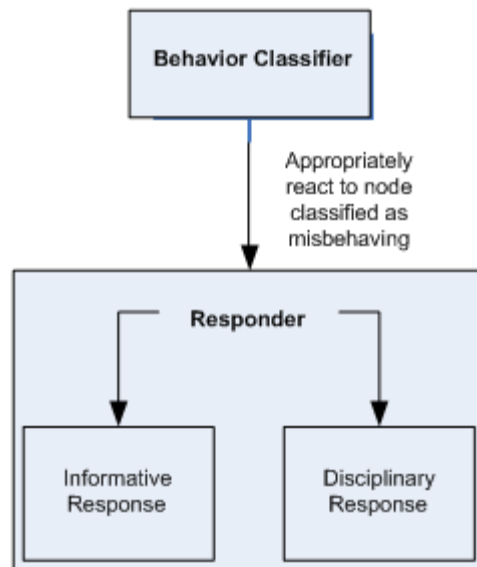 Behavior Classifier
Appropriately
react to node
classified as
misbehaving
Responder
Informative
Response
Disciplinary
Response